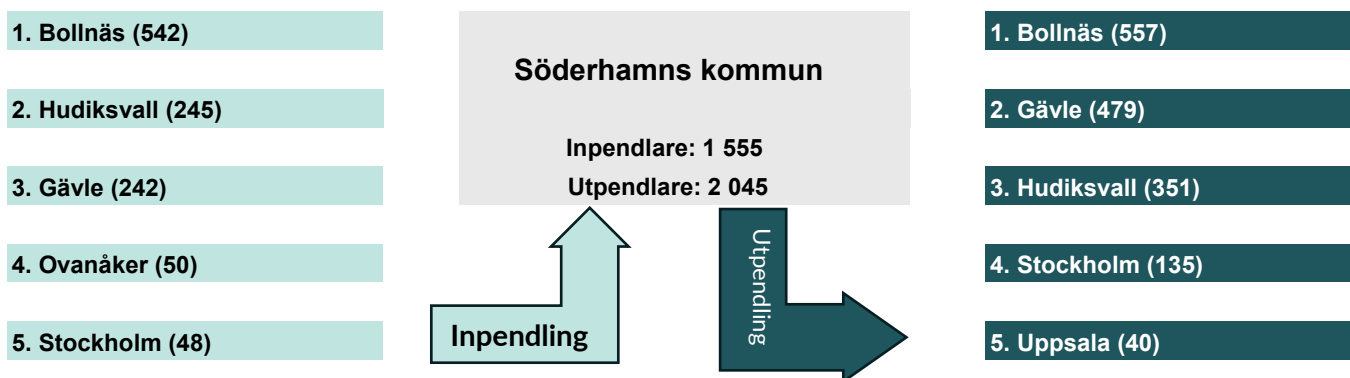 1. Bollnäs (542)
2. Hudiksvall (245)
3. Gävle (242)
4. Ovanåker (50)
5. Stockholm (48)
Söderhamns kommun
Inpendlare: 1 555
Utpendlare: 2 045
Inpendling
Utpendling
1. Bollnäs (557)
2. Gävle (479)
3. Hudiksvall (351)
4. Stockholm (135)
5. Uppsala (40)